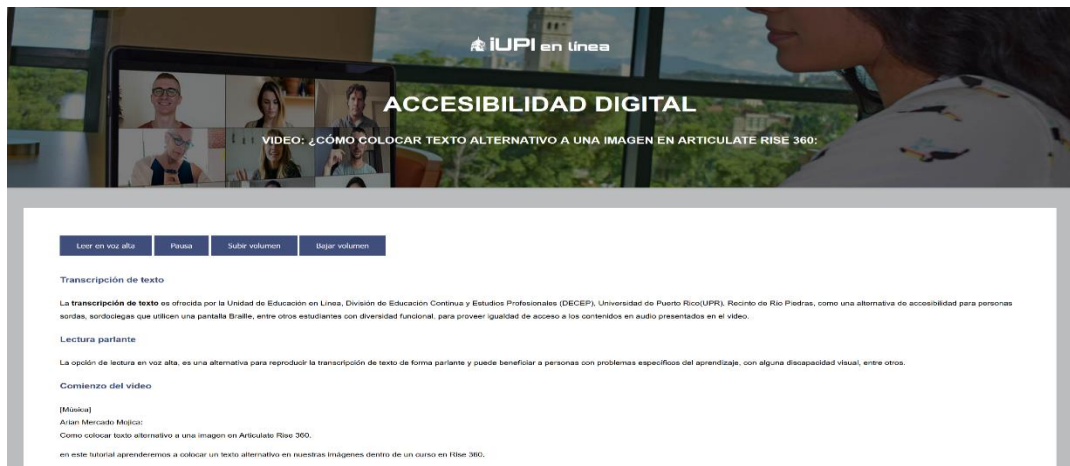 iUPI en línea
ACCESIBILIDAD DIGITAL
VIDEO: ¿CÓMO COLOCAR TEXTO ALTERNATIVO A UNA IMAGEN EN ARTICULATE RISE 360:
Leer en voz alta Pausa Subir volumen Bajar volumen
Transcripción de texto
La transcripción de texto es ofrecida por la Unidad de Educación en Línea, División de Educación Continua y Estudios Profesionales (DECEP), Universidad de Puerto Rico(UPR), Recinto de Río Piedras, como una alternativa de accesibilidad para personas
sordas, sordociegas que utilicen una pantalla Braille, entre otros estudiantes con diversidad funcional, para proveer igualdad de acceso a los contenidos en audio presentados en el video.
Lectura parlante
La opción de lectura en voz alta, es una alternativa para reproducir la transcripción de texto de forma parlante y puede beneficiar a personas con problemas específicos del aprendizaje, con alguna discapacidad visual, entre otros.
Comienzo del video
[Música]
Arian Mercado Mojica:
Como colocar texto alternativo a una imagen en Articulate Rise 360.
en este tutorial aprenderemos a colocar un texto alternativo en nuestras imágenes dentro de un curso en Rise 360.